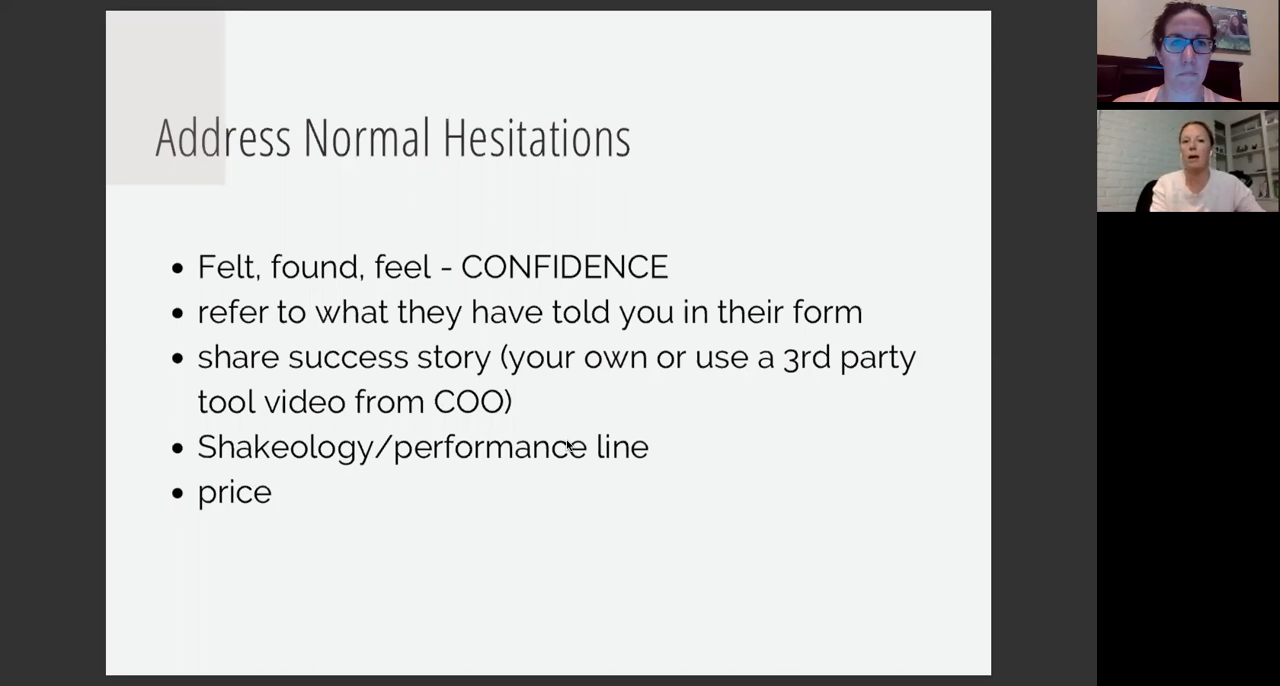 Address Normal Hesitations
• Felt, found, feel - CONFIDENCE
• refer to what they have told you in their form
• share success story (your own or use a 3rd party
tool video from COO)
• Shakeology/performance line
• price